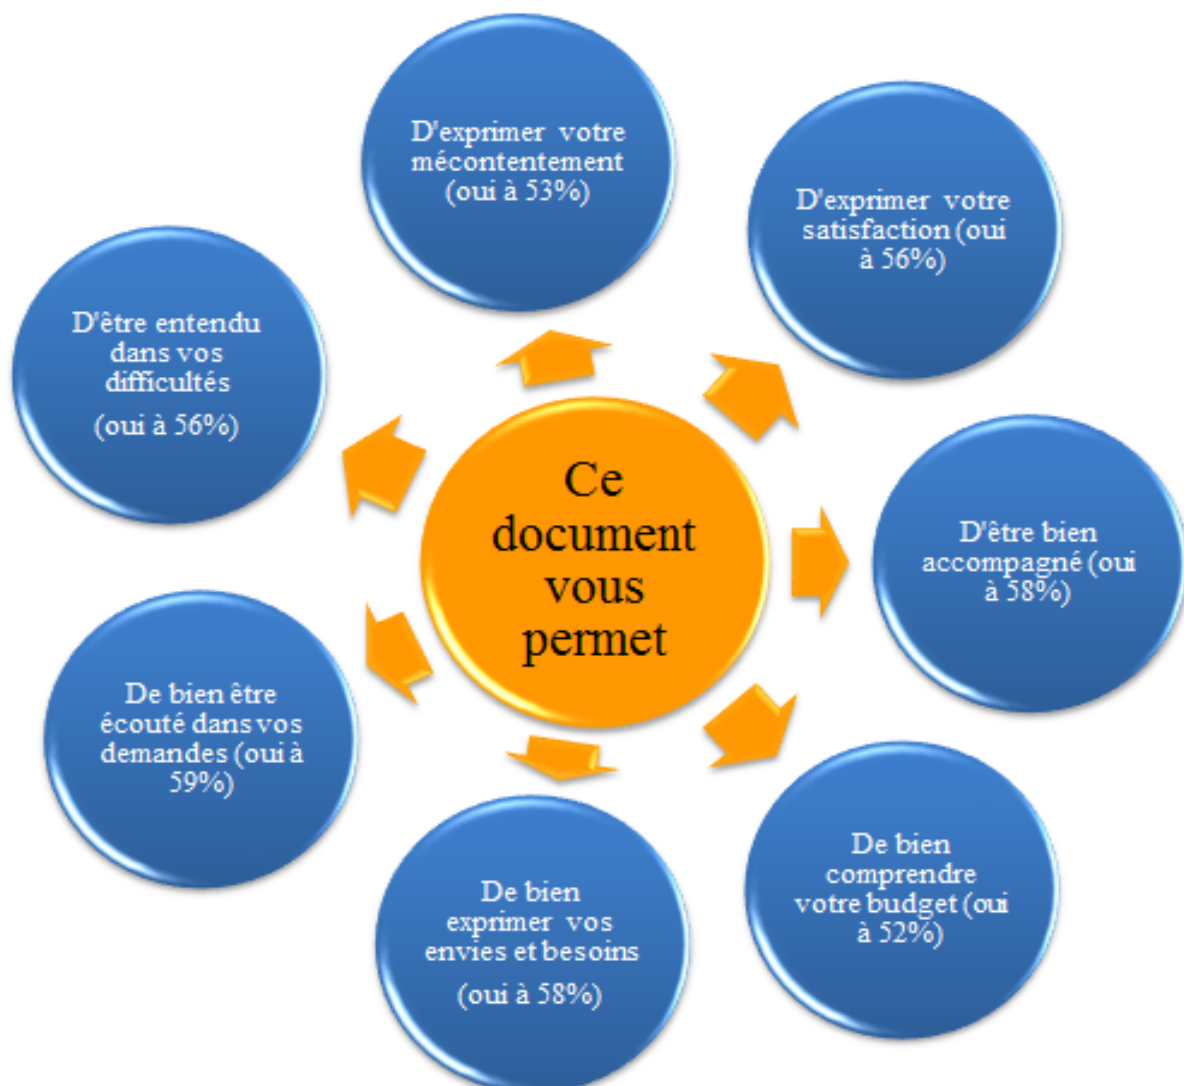 D'exprimer votre
mécontentement
(oui à 53%)
D'exprimer votre
satisfaction (oui
à 56%)
D'être bien
accompagné (oui
à 58%)
De bien
comprendre
votre budget (oui
à 52%)
De bien
exprimer vos
envies et besoins
(oui à 58%)
De bien être
écouté dans vos
demandes (oui à
59%)
D'être entendu
dans vos
difficultés
(oui à 56%)
Ce
document
vous
permet